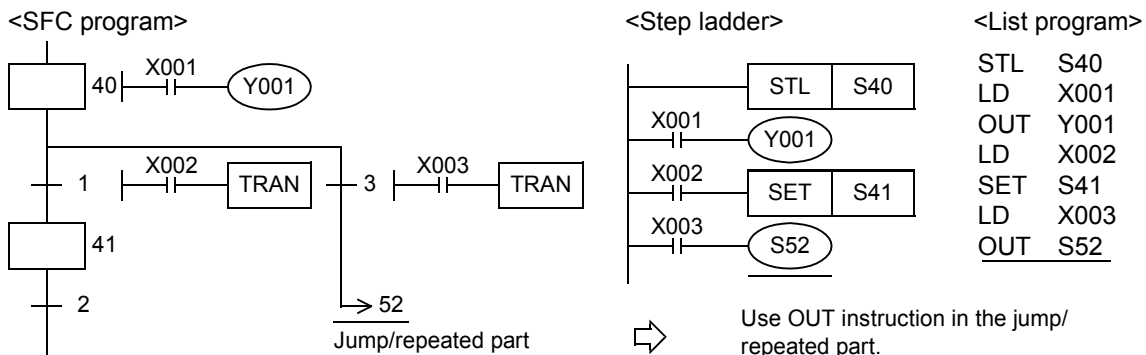 <SFC program>
40
X001
Y001
1
X002
TRAN
3
X003
TRAN
41
2
52
Jump/repeated part
<Step ladder>
STL S40
X001
Y001
X002
SET S41
X003
S52
Use OUT instruction in the jump/
repeated part.
<List program>
STL S40
LD X001
OUT Y001
LD X002
SET S41
LD X003
OUT S52